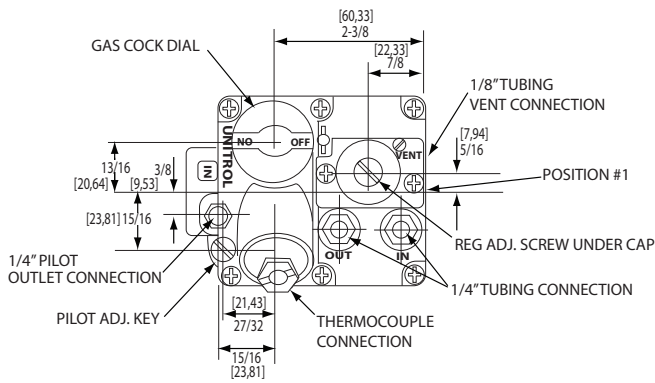 [60,33]
2-3/8
GAS COCK DIAL
[22,33]
7/8
1/8" TUBING
VENT CONNECTION
UNITROL
NO OFF
VENT
[7,94]
5/16
13/16
[20,64]
3/8
[9,53]
IN
POSITION #1
[23,81] 15/16
REG ADJ. SCREW UNDER CAP
1/4" PILOT
OUTLET CONNECTION
OUT
IN
1/4" TUBING CONNECTION
PILOT ADJ. KEY
[21,43]
27/32
THERMOCOUPLE
CONNECTION
15/16
[23,81]